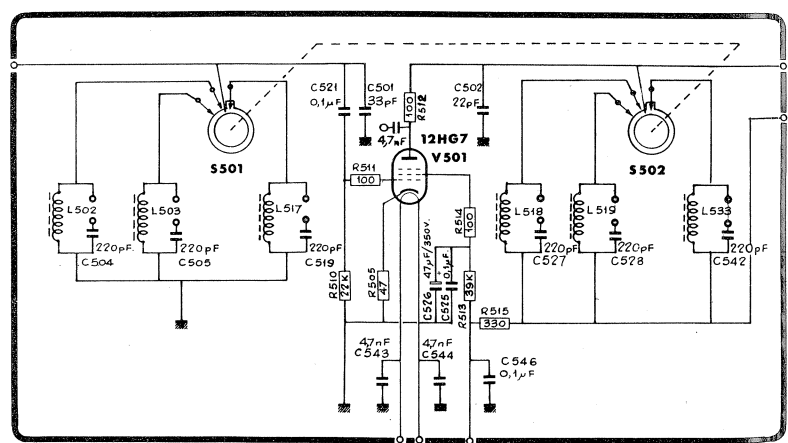 C521
0,1µF
C501
33pF
R512
100
C502
22pF
4,7nF
12HG7
V501
S501
S502
R511
100
L502
L503
L517
R514
100
L518
L519
L533
220pF.
C504
220pF
C505
220pF
C519
R510
22K
R505
47
47µF/350V.
+
C526
0,1µF
C525
R513
39K
R515
330
220pF
C527
220pF
C528
220pF
C542
4,7nF
C543
4,7nF
C544
C546
0,1µF